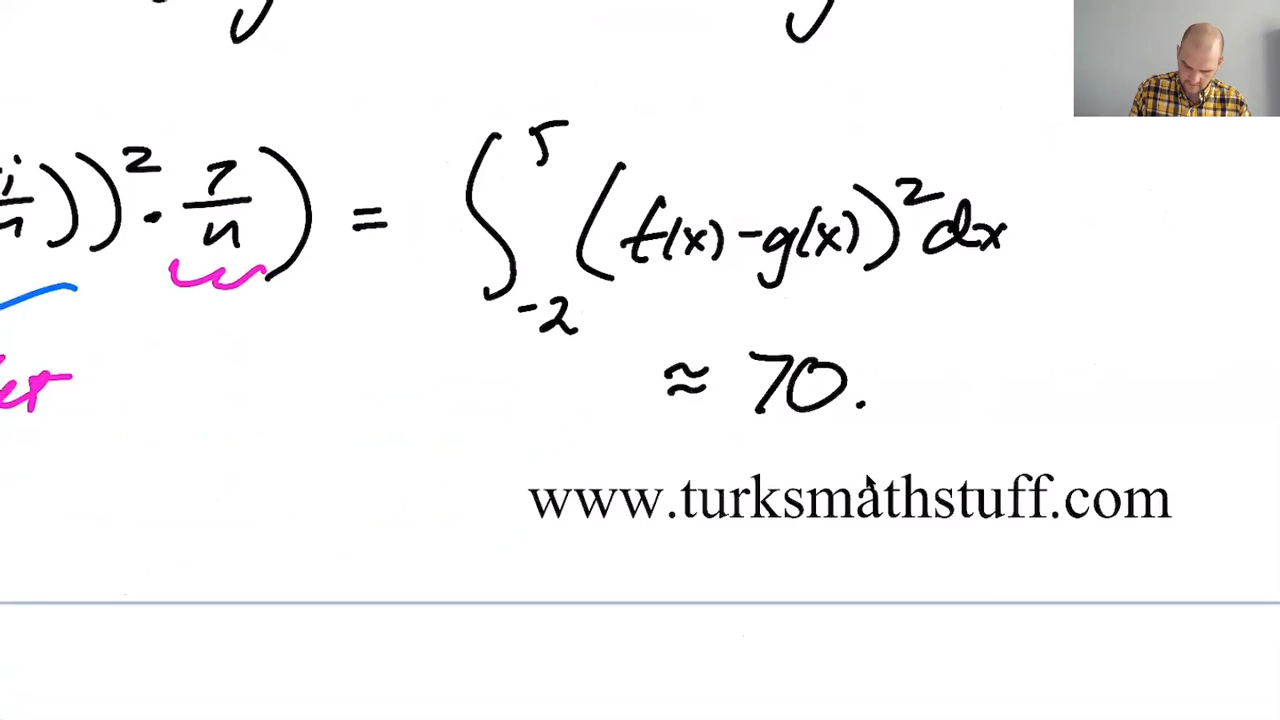 i/n))² · 7/n) = ∫₋₂⁵ (f(x) - g(x))² dx
≈ 70.
www.turksmathstuff.com